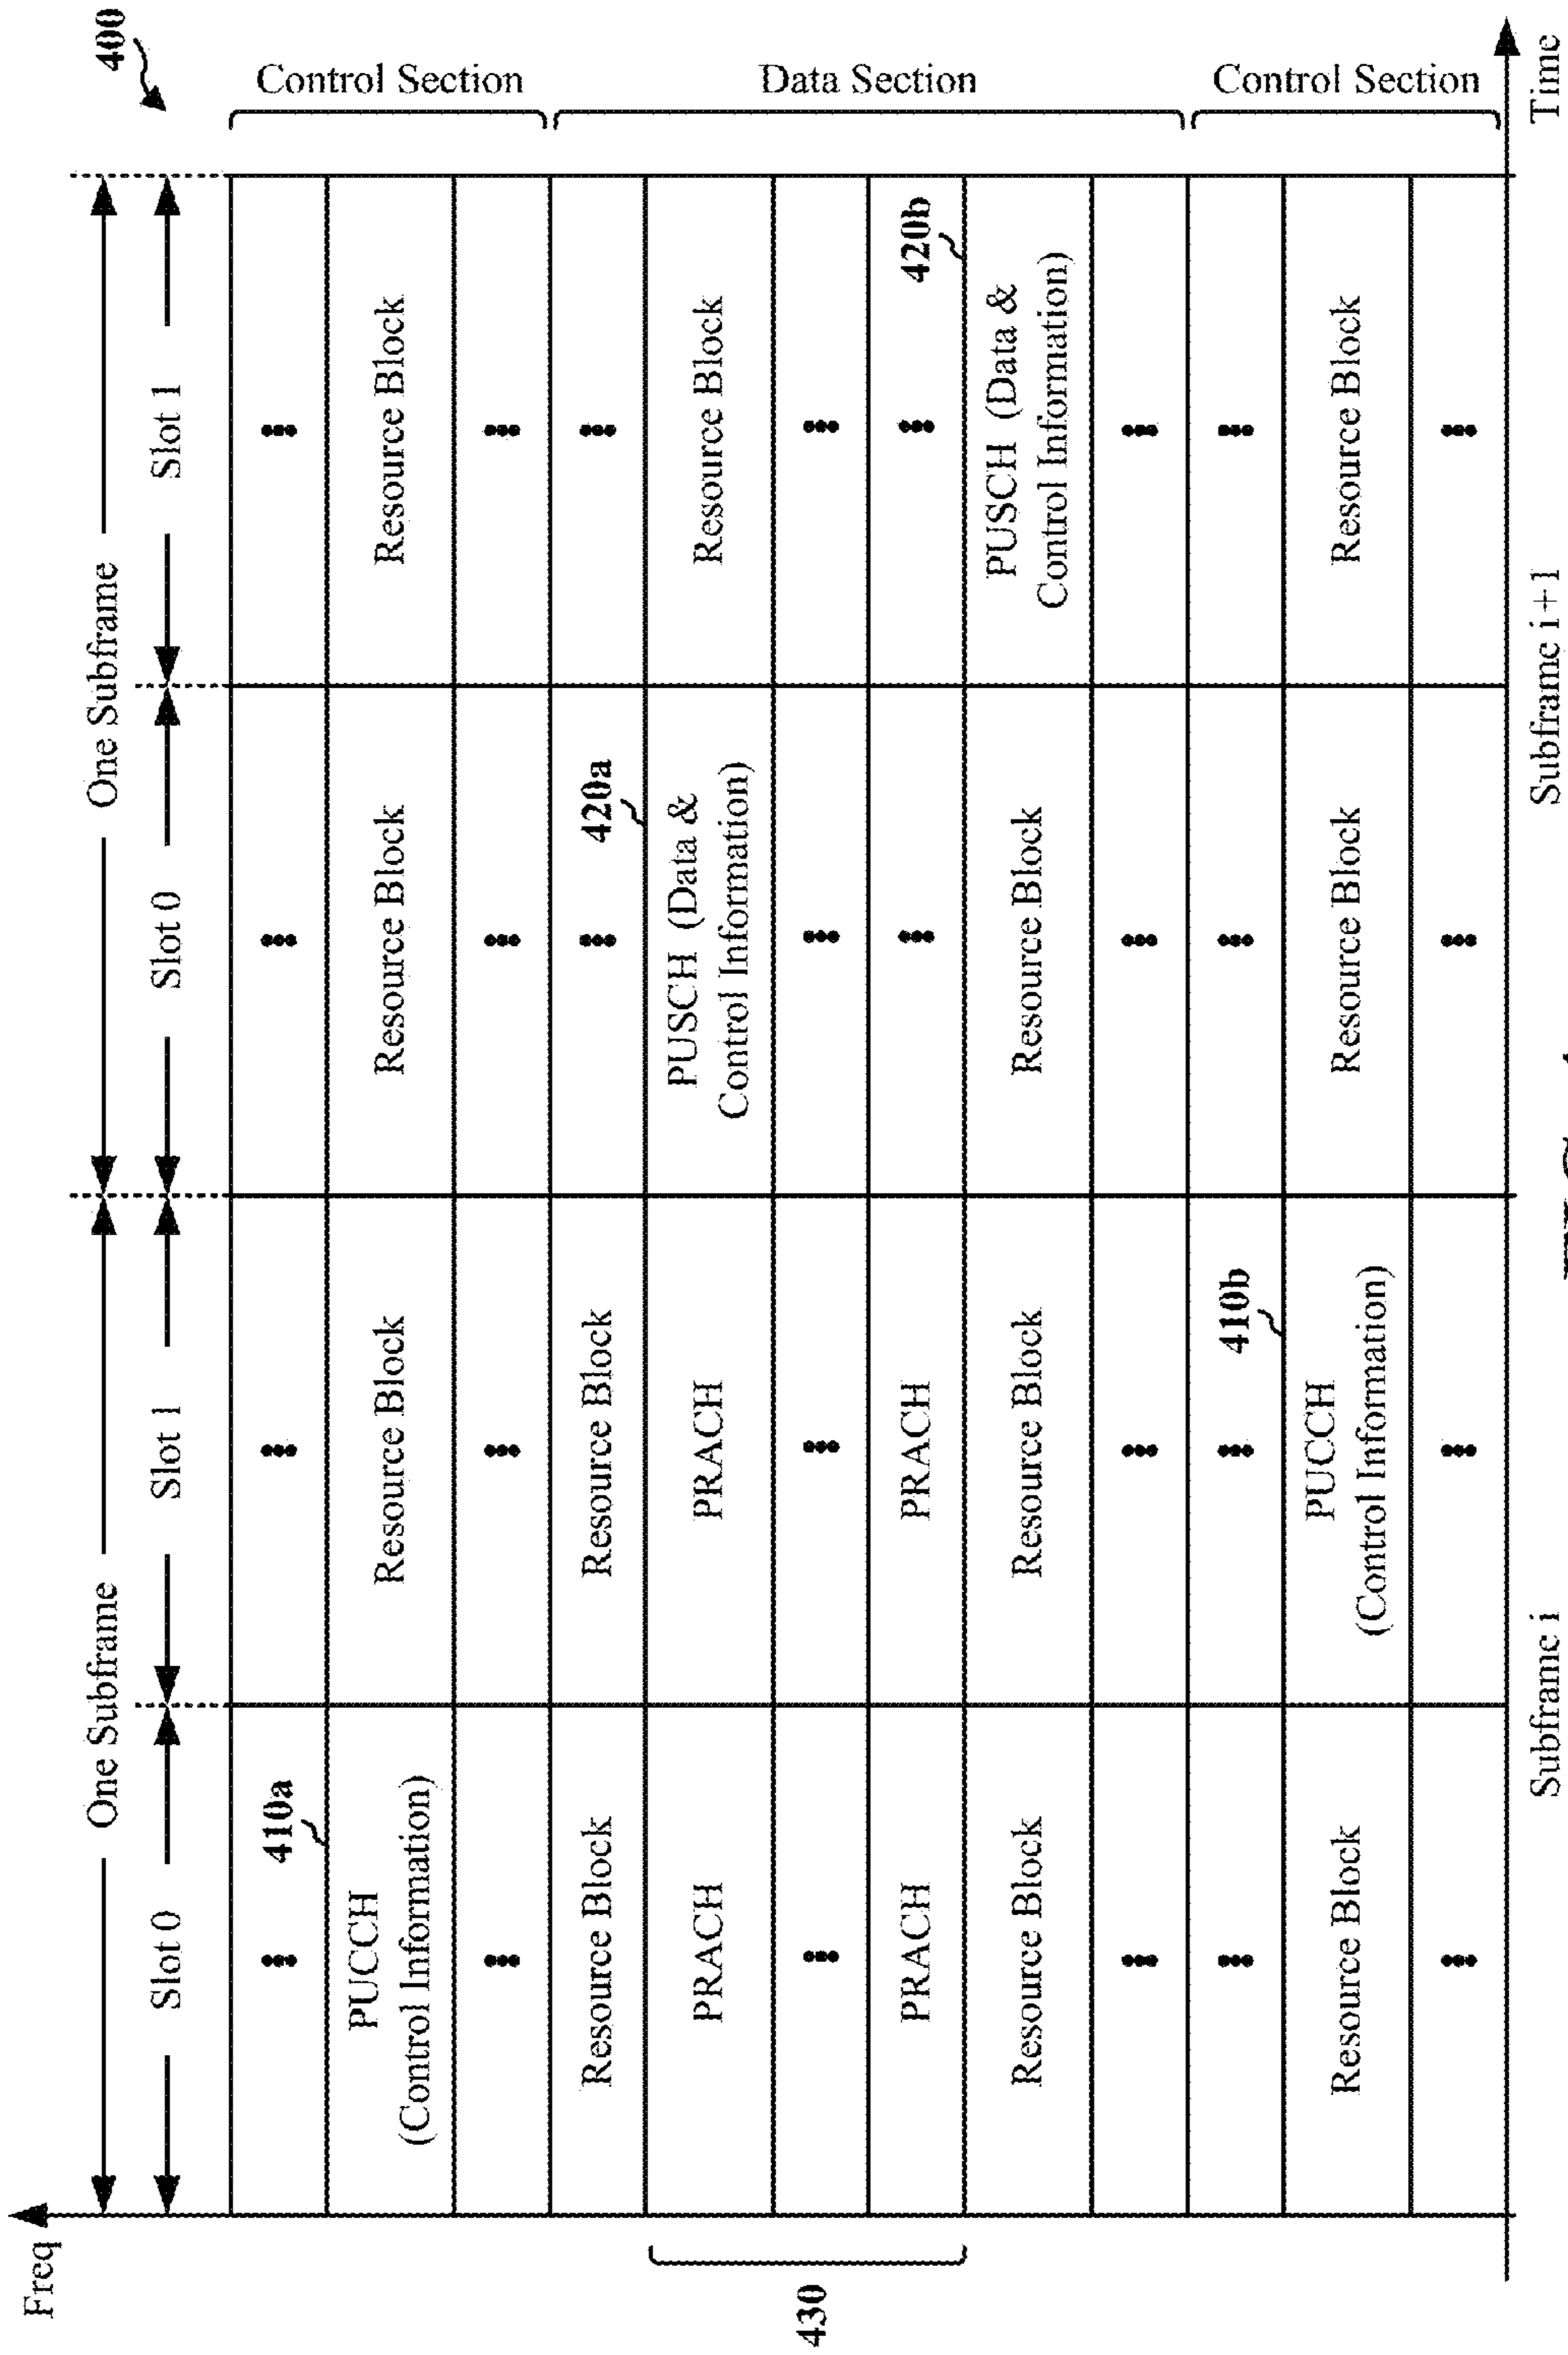 400
Freq
One Subframe
One Subframe
Slot 0
Slot 1
Slot 0
Slot 1
410a
PUCCH
(Control Information)
Resource Block
Resource Block
Resource Block
Control Section
Resource Block
Resource Block
420a
430
PRACH
PRACH
PUSCH (Data &
Control Information)
Resource Block
Data Section
PRACH
PRACH
420b
Resource Block
Resource Block
Resource Block
PUSCH (Data &
Control Information)
410b
Resource Block
PUCCH
(Control Information)
Resource Block
Resource Block
Control Section
Subframe i
Subframe i+1
Time